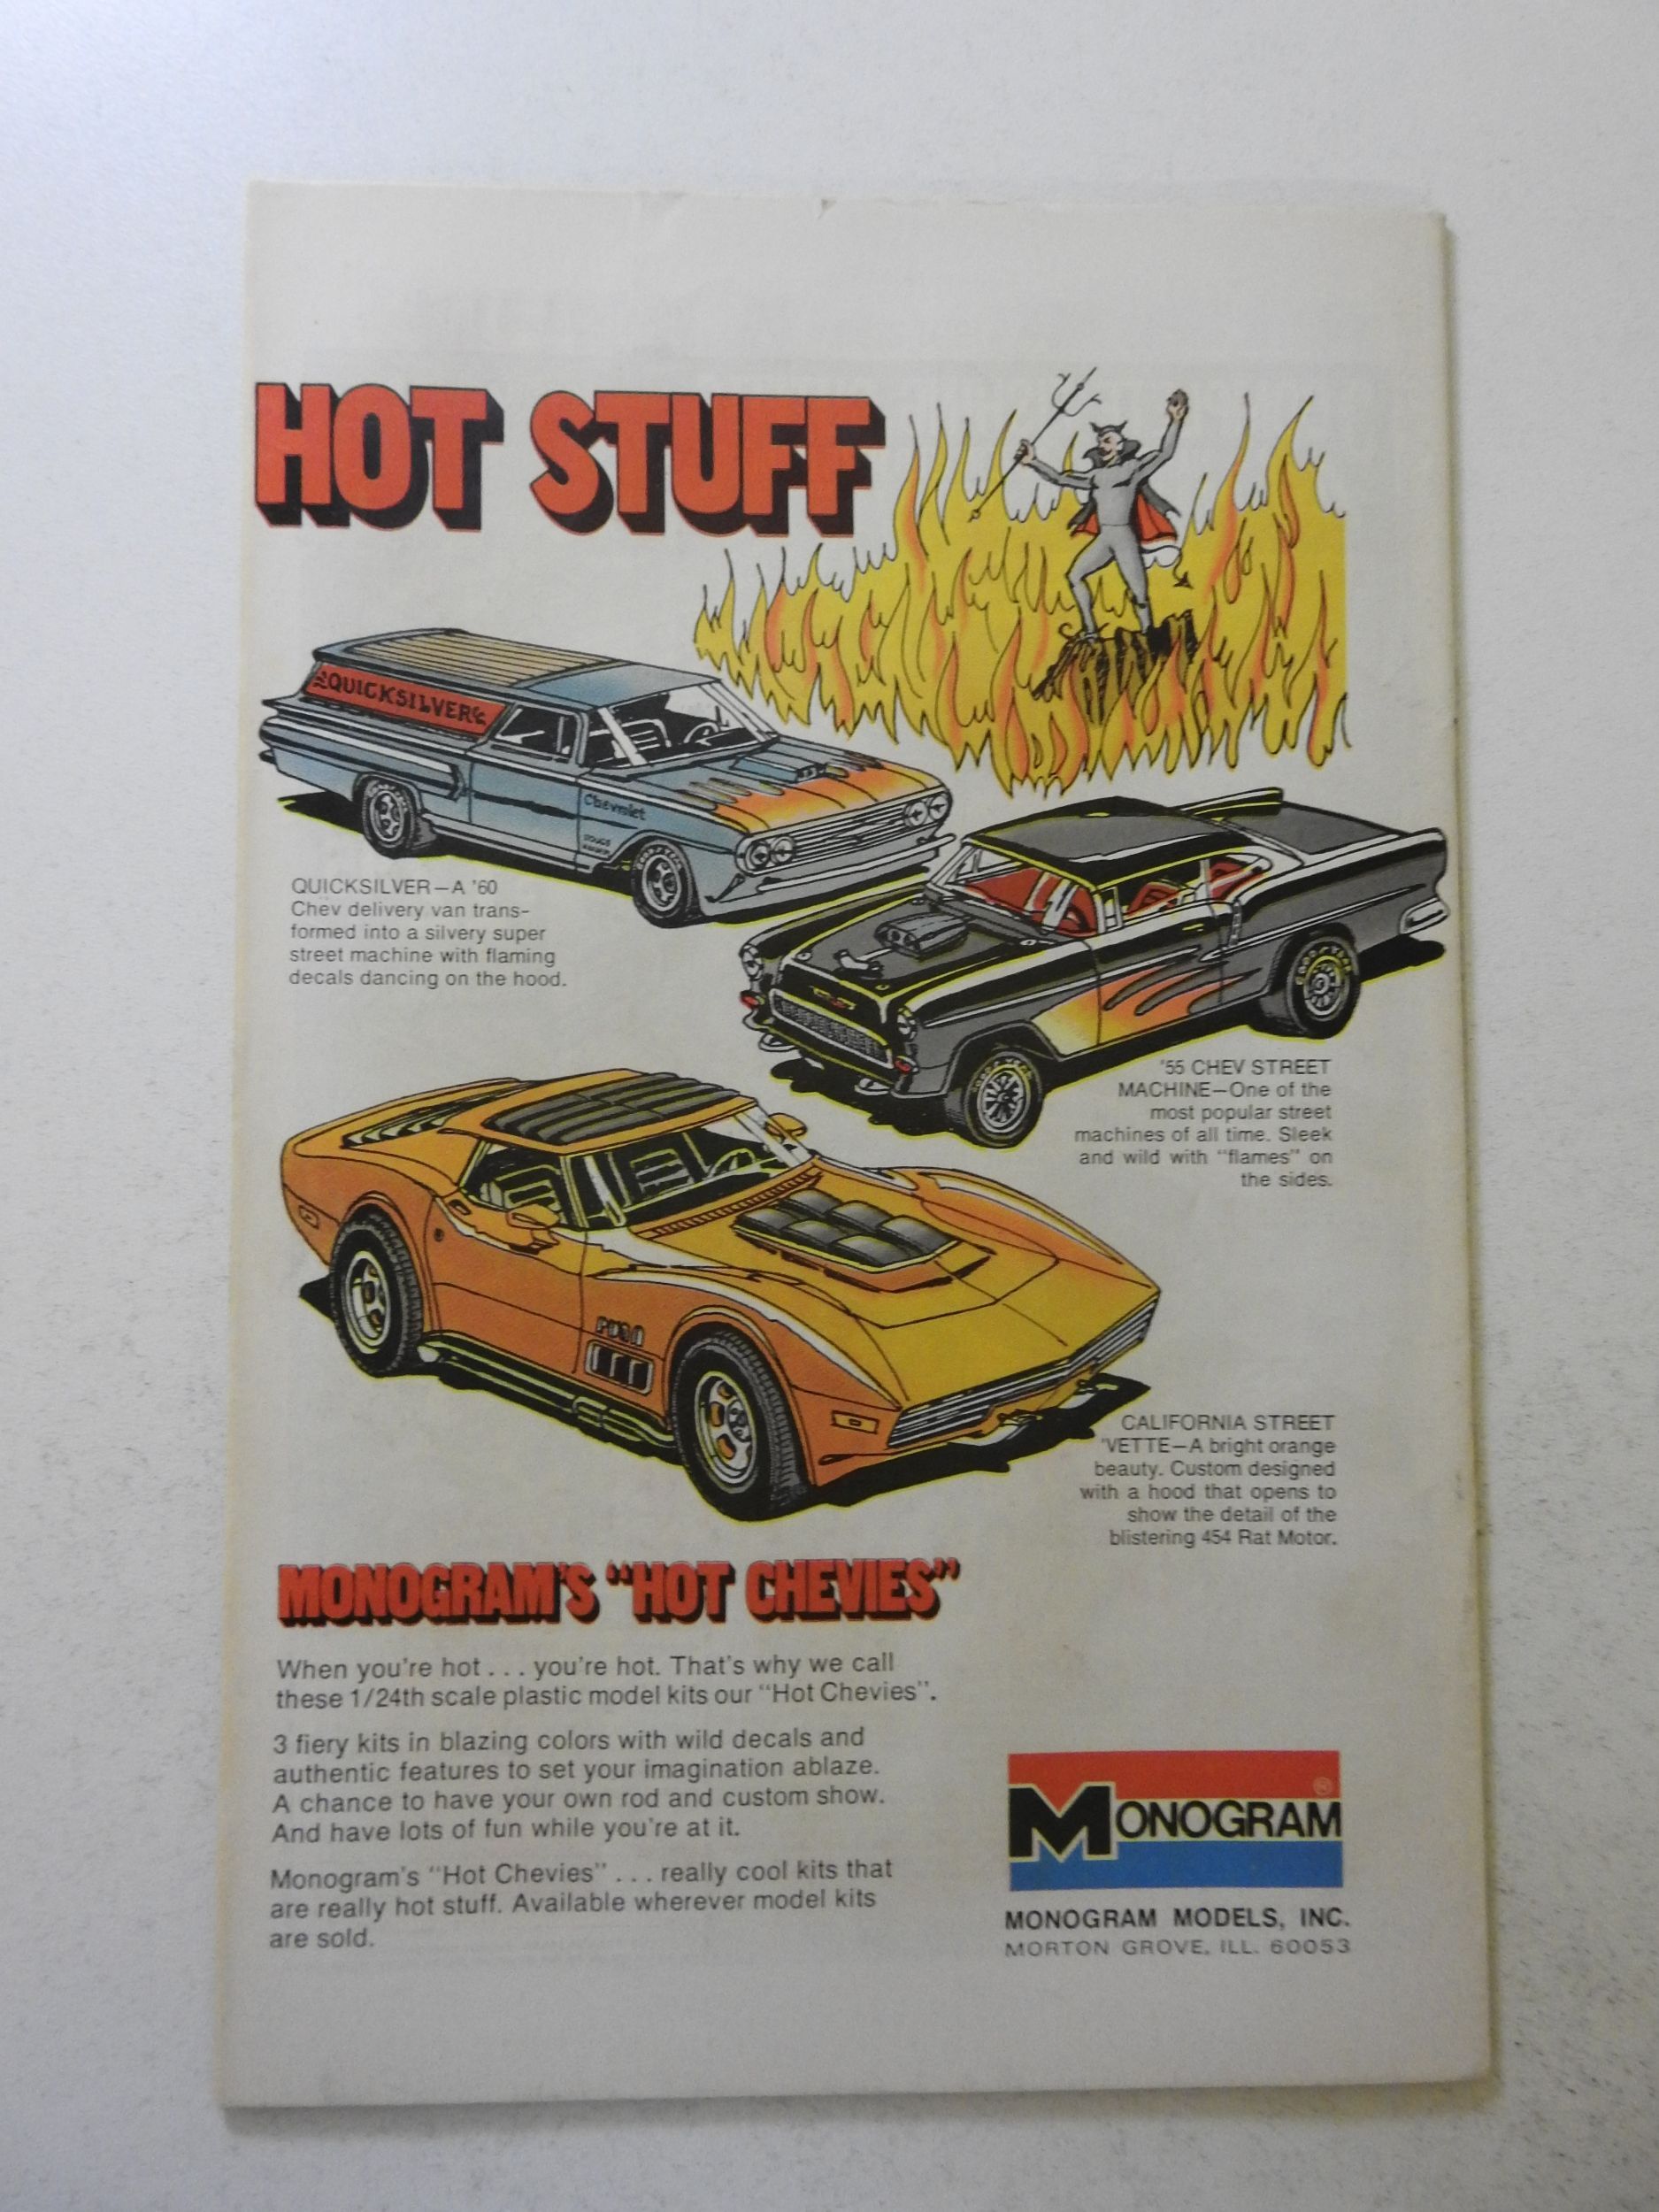 HOT STUFF
QUICKSILVER
Chevrolet
QUICKSILVER—A '60
Chev delivery van trans-
formed into a silvery super
street machine with flaming
decals dancing on the hood.
'55 CHEV STREET
MACHINE—One of the
most popular street
machines of all time. Sleek
and wild with "flames" on
the sides.
CALIFORNIA STREET
'VETTE—A bright orange
beauty. Custom designed
with a hood that opens to
show the detail of the
blistering 454 Rat Motor.
MONOGRAM'S "HOT CHEVIES"
When you're hot . . . you're hot. That's why we call
these 1/24th scale plastic model kits our "Hot Chevies".
3 fiery kits in blazing colors with wild decals and
authentic features to set your imagination ablaze.
A chance to have your own rod and custom show.
And have lots of fun while you're at it.
Monogram's "Hot Chevies" . . . really cool kits that
are really hot stuff. Available wherever model kits
are sold.
MONOGRAM ®
MONOGRAM MODELS, INC.
MORTON GROVE, ILL. 60053